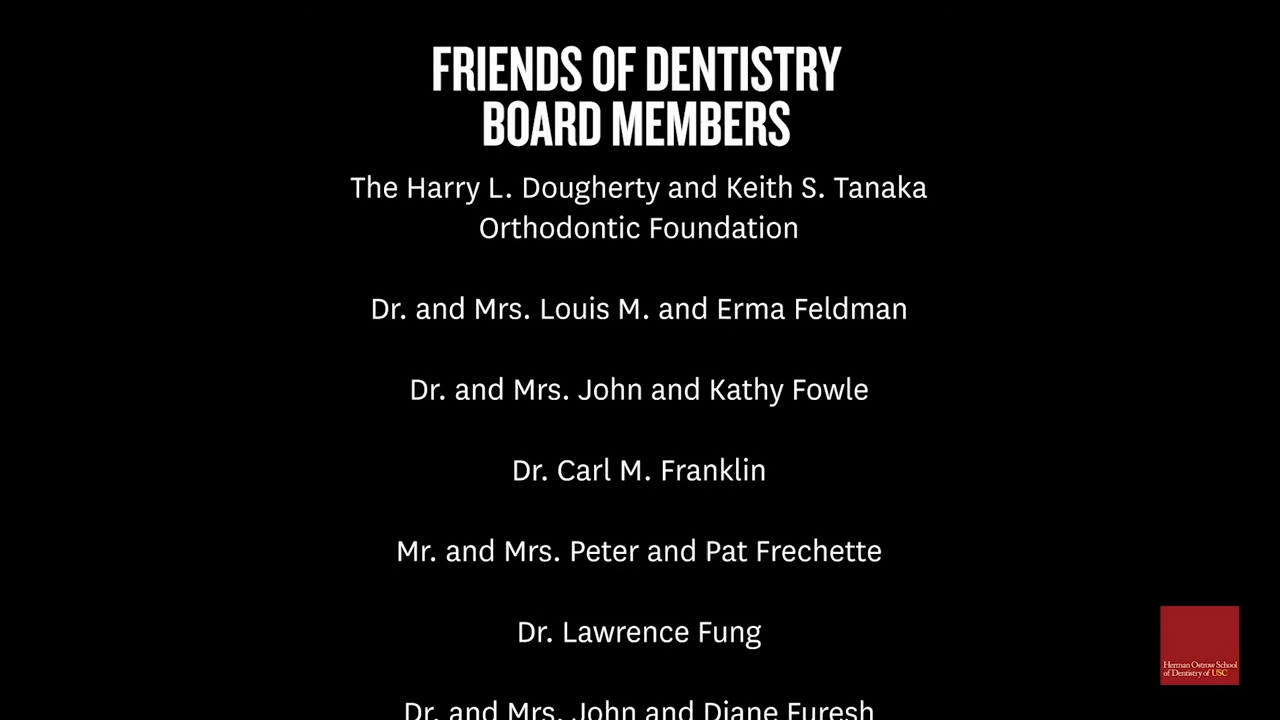 FRIENDS OF DENTISTRY
BOARD MEMBERS
The Harry L. Dougherty and Keith S. Tanaka
Orthodontic Foundation
Dr. and Mrs. Louis M. and Erma Feldman
Dr. and Mrs. John and Kathy Fowle
Dr. Carl M. Franklin
Mr. and Mrs. Peter and Pat Frechette
Dr. Lawrence Fung
Dr. and Mrs. John and Diane Furesh
Herman Ostrow School
of Dentistry of USC